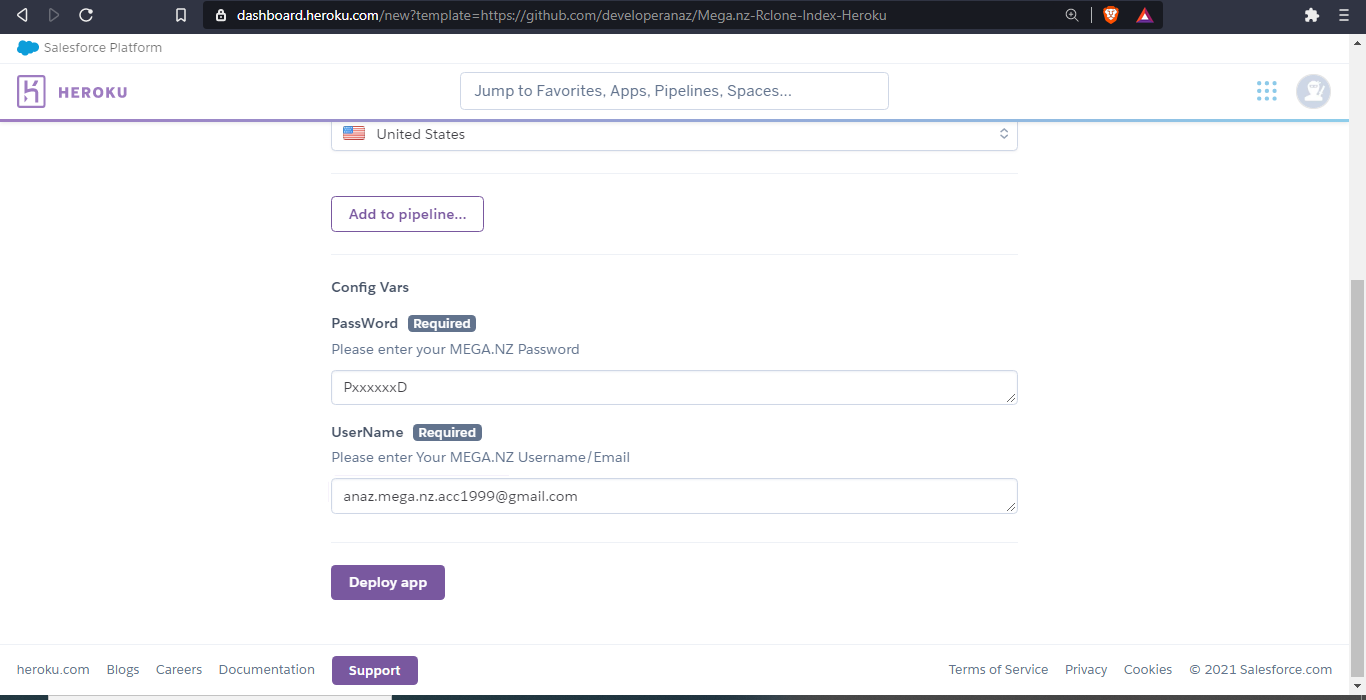 dashboard.heroku.com/new?template=https://github.com/developeranaz/Mega.nz-Rclone-Index-Heroku
Salesforce Platform
HEROKU
Jump to Favorites, Apps, Pipelines, Spaces...
United States
Add to pipeline...
Config Vars
PassWord Required
Please enter your MEGA.NZ Password
PxxxxxxD
UserName Required
Please enter Your MEGA.NZ Username/Email
anaz.mega.nz.acc1999@gmail.com
Deploy app
heroku.com Blogs Careers Documentation Support Terms of Service Privacy Cookies © 2021 Salesforce.com